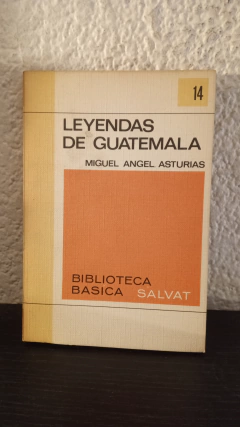 14
LEYENDAS
DE GUATEMALA
MIGUEL ANGEL ASTURIAS
BIBLIOTECA
BASICA SALVAT